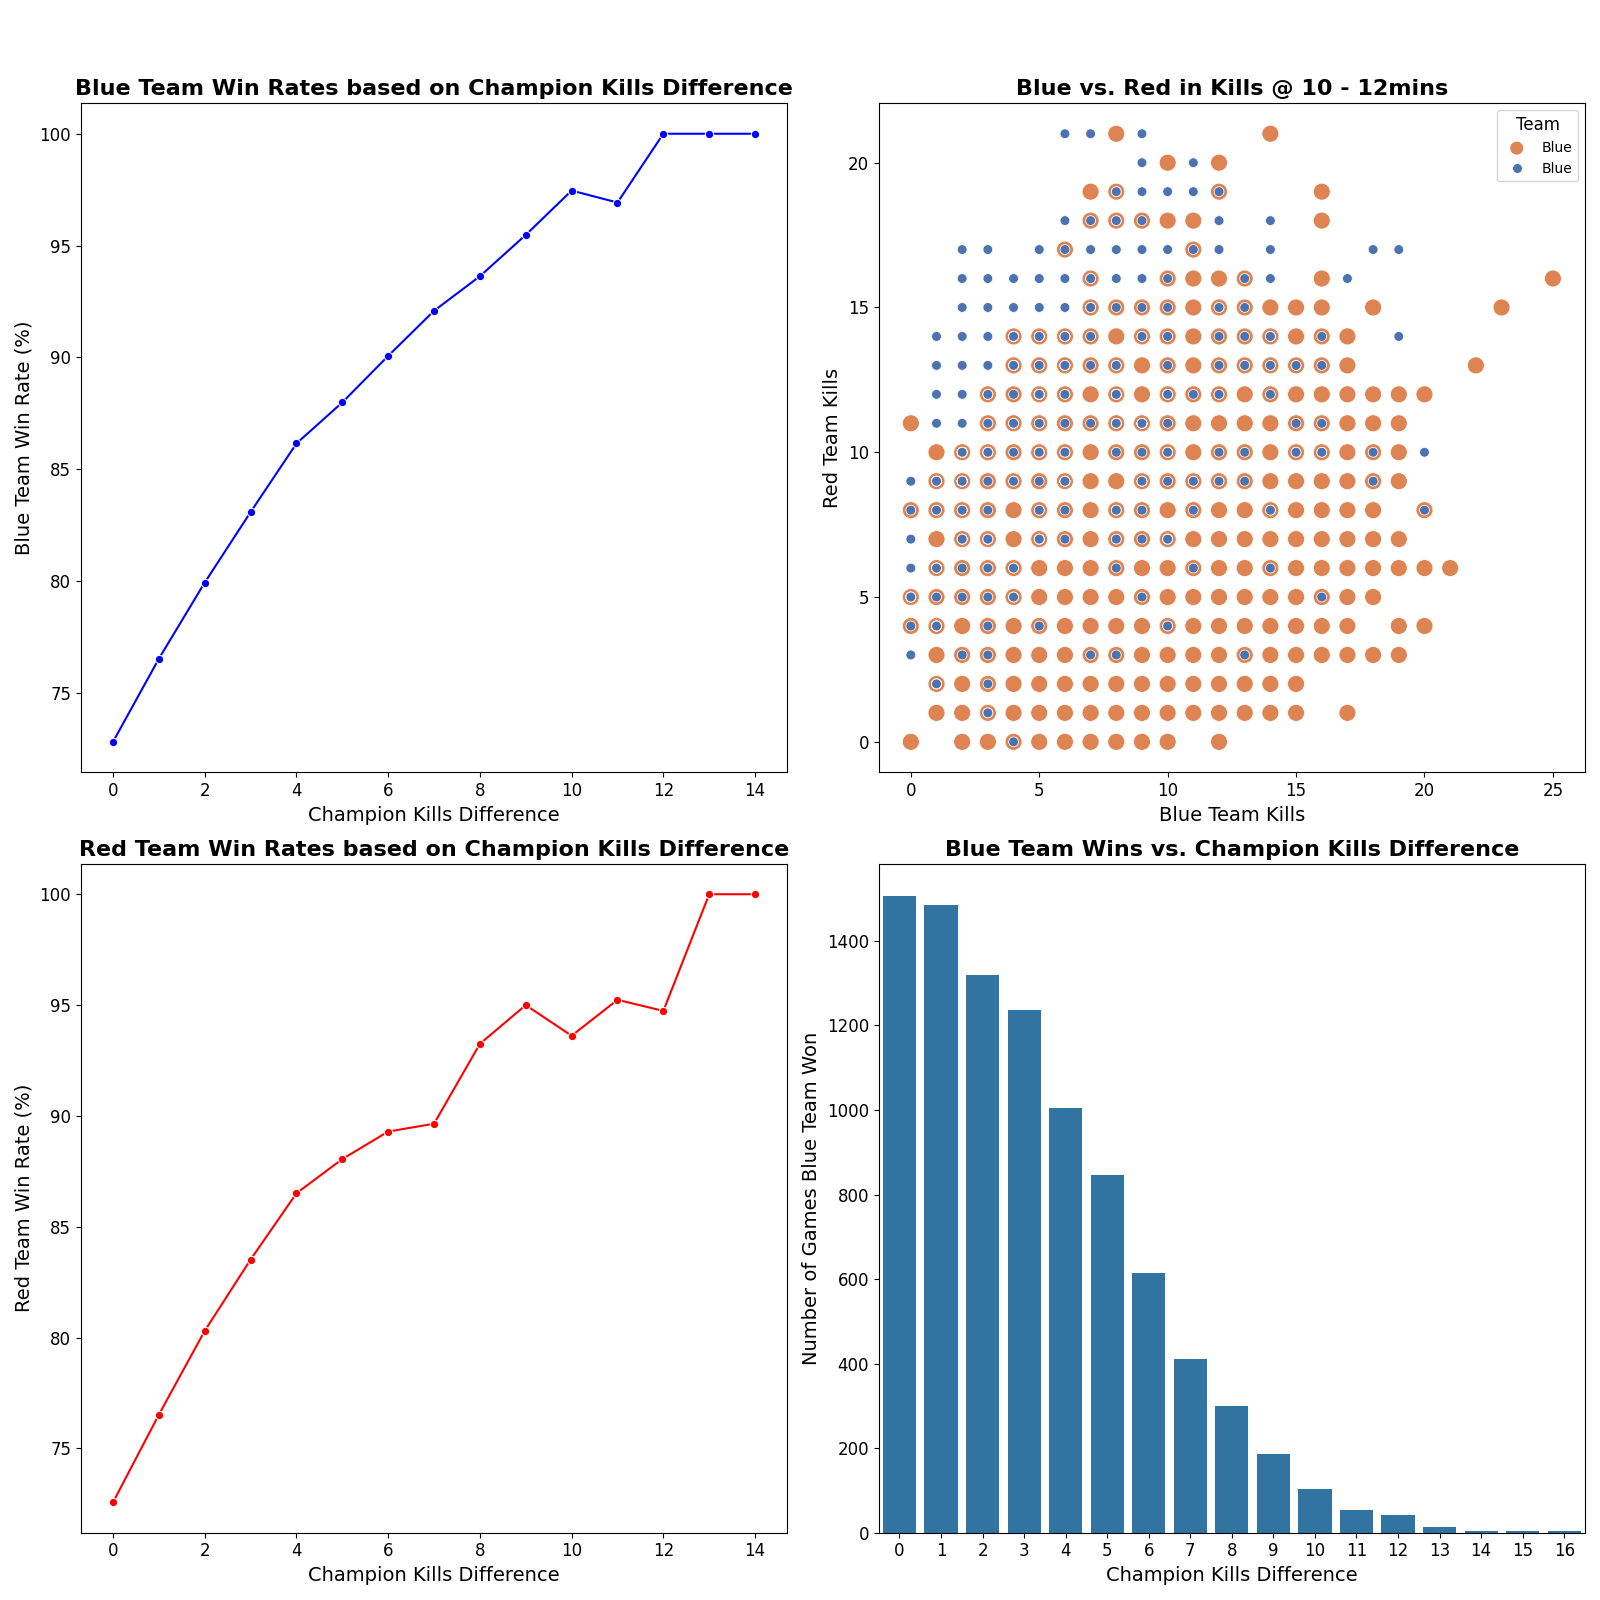 Blue Team Win Rates based on Champion Kills Difference
100
95
90
85
80
75
Blue Team Win Rate (%)
0 2 4 6 8 10 12 14
Champion Kills Difference
Blue vs. Red in Kills @ 10 - 12mins
Team
Blue
Blue
20
15
10
5
0
Red Team Kills
0 5 10 15 20 25
Blue Team Kills
Red Team Win Rates based on Champion Kills Difference
100
95
90
85
80
75
Red Team Win Rate (%)
0 2 4 6 8 10 12 14
Champion Kills Difference
Blue Team Wins vs. Champion Kills Difference
1400
1200
1000
800
600
400
200
0
Number of Games Blue Team Won
0 1 2 3 4 5 6 7 8 9 10 11 12 13 14 15 16
Champion Kills Difference